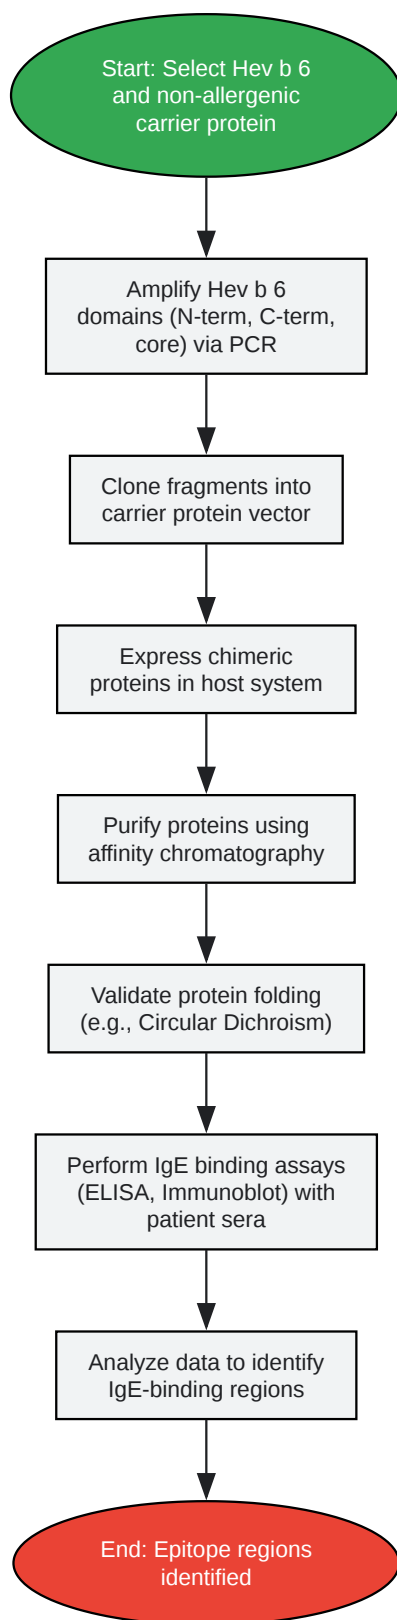 Start: Select Hev b 6
and non-allergenic
carrier protein
Amplify Hev b 6
domains (N-term, C-term,
core) via PCR
Clone fragments into
carrier protein vector
Express chimeric
proteins in host system
Purify proteins using
affinity chromatography
Validate protein folding
(e.g., Circular Dichroism)
Perform IgE binding assays
(ELISA, Immunoblot) with
patient sera
Analyze data to identify
IgE-binding regions
End: Epitope regions
identified